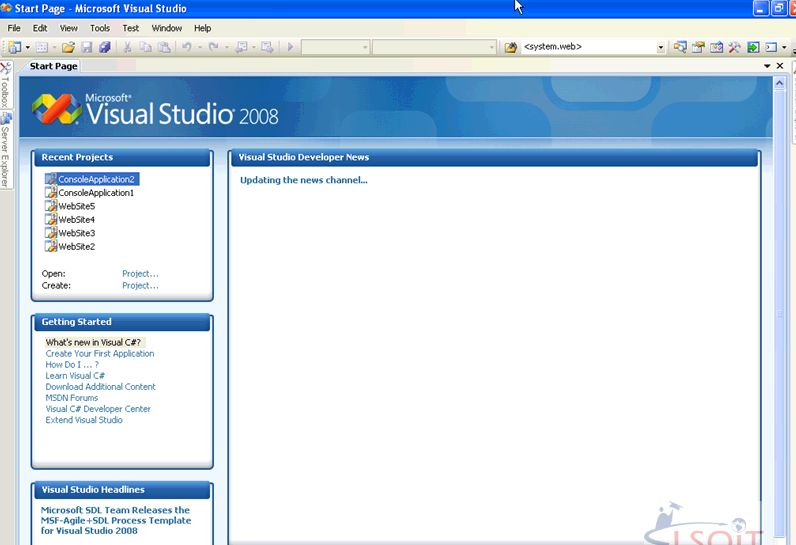 Start Page - Microsoft Visual Studio
File Edit View Tools Test Window Help
<system.web>
Start Page
Toolbox
Server Explorer
Microsoft®
Visual Studio® 2008
Recent Projects
ConsoleApplication2
ConsoleApplication1
WebSite5
WebSite4
WebSite3
WebSite2
Open: Project...
Create: Project...
Getting Started
What's new in Visual C#?
Create Your First Application
How Do I ... ?
Learn Visual C#
Download Additional Content
MSDN Forums
Visual C# Developer Center
Extend Visual Studio
Visual Studio Headlines
Microsoft SDL Team Releases the
MSF-Agile+SDL Process Template
for Visual Studio 2008
Visual Studio Developer News
Updating the news channel...